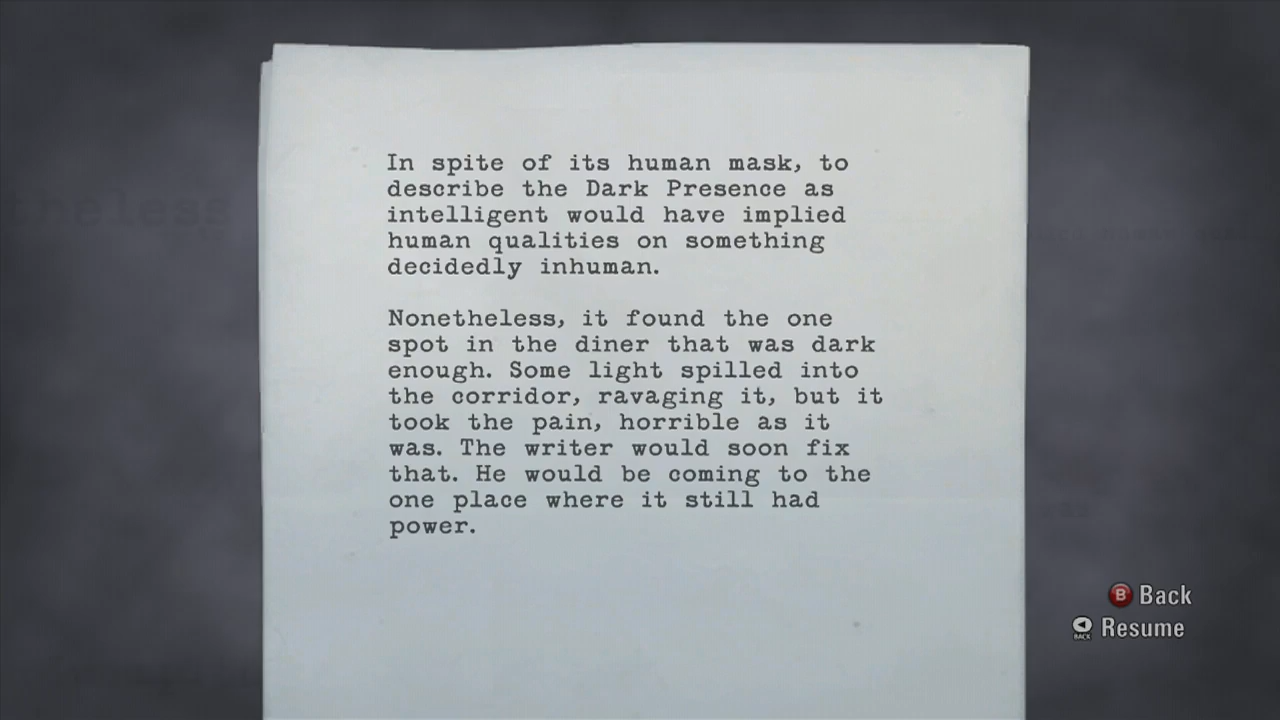 In spite of its human mask, to
describe the Dark Presence as
intelligent would have implied
human qualities on something
decidedly inhuman.
Nonetheless, it found the one
spot in the diner that was dark
enough. Some light spilled into
the corridor, ravaging it, but it
took the pain, horrible as it
was. The writer would soon fix
that. He would be coming to the
one place where it still had
power.
theless
B Back
BACK Resume